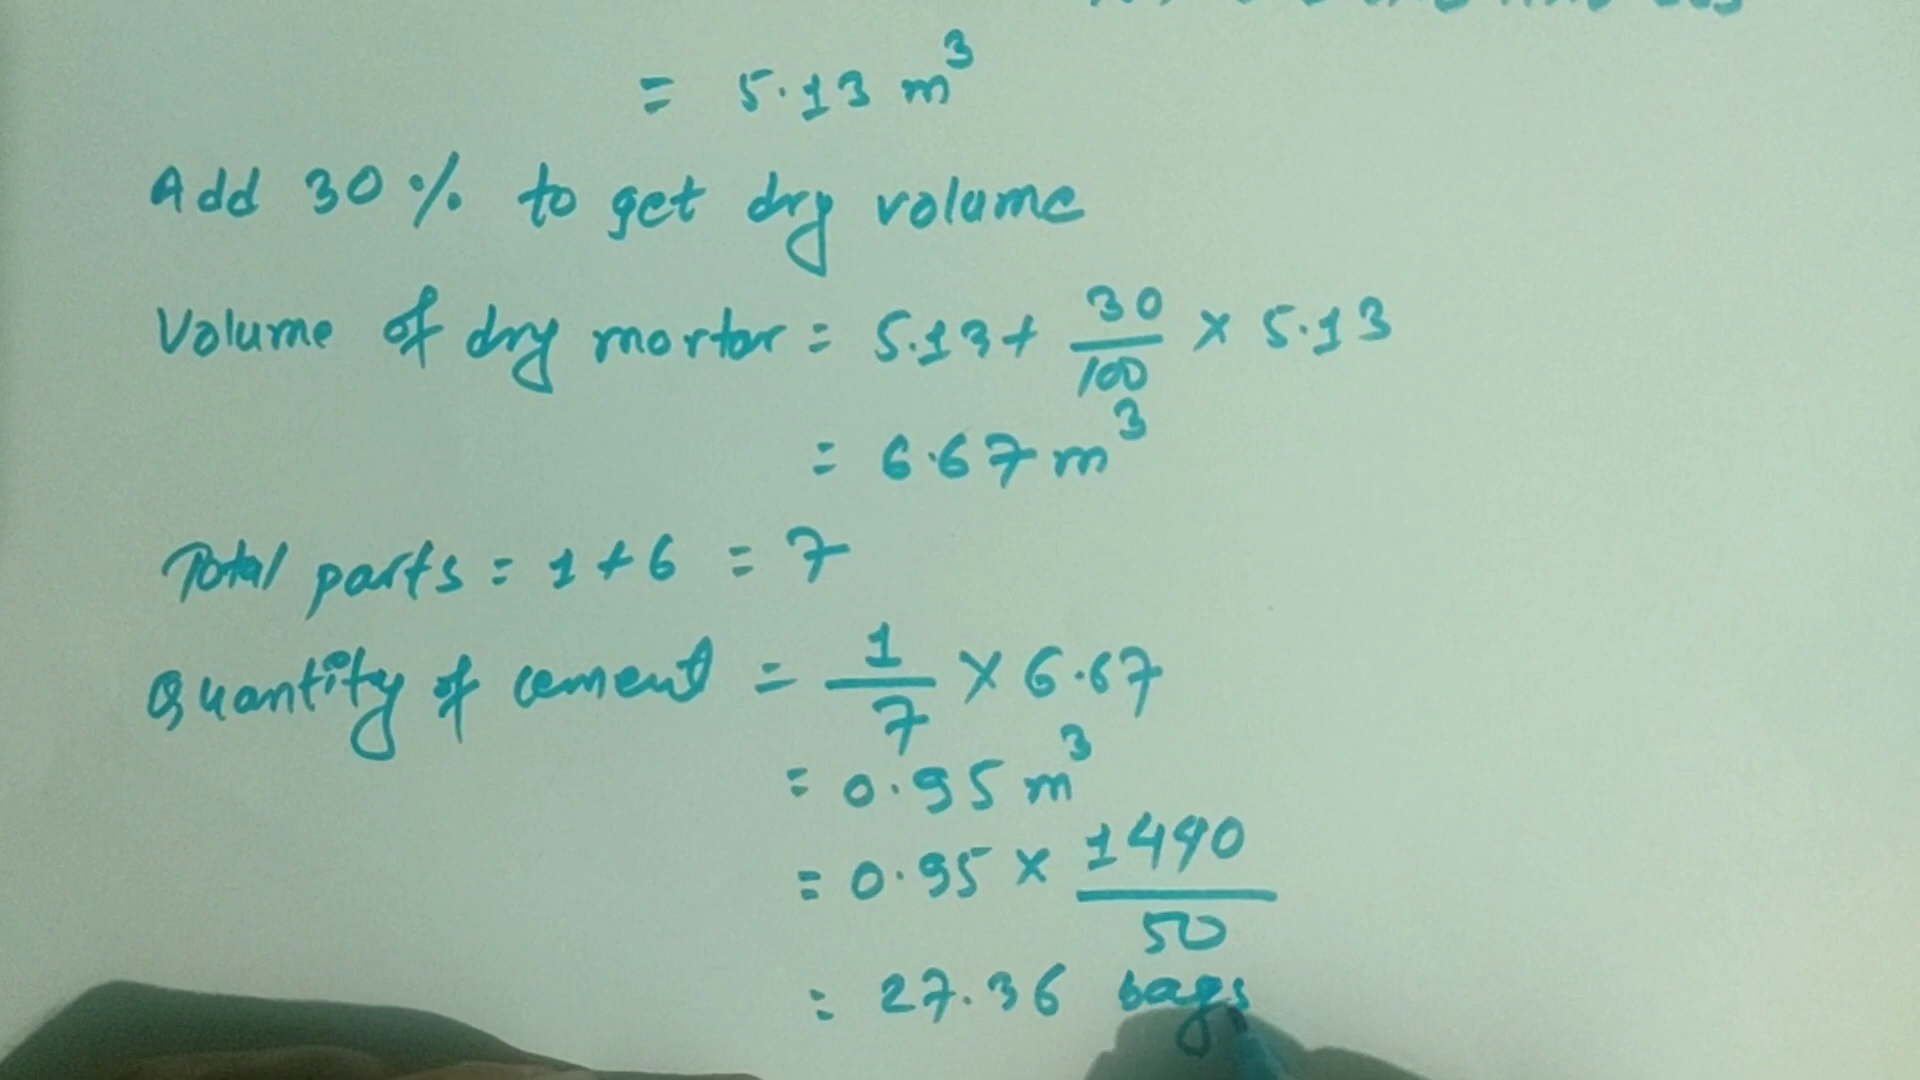 = 5.13 m³
Add 30% to get dry volume
Volume of dry mortar = 5.13 + 30/100 × 5.13
= 6.67 m³
Total parts = 1 + 6 = 7
Quantity of cement = 1/7 × 6.67
= 0.95 m³
= 0.95 × 1440/50
= 27.36 bags